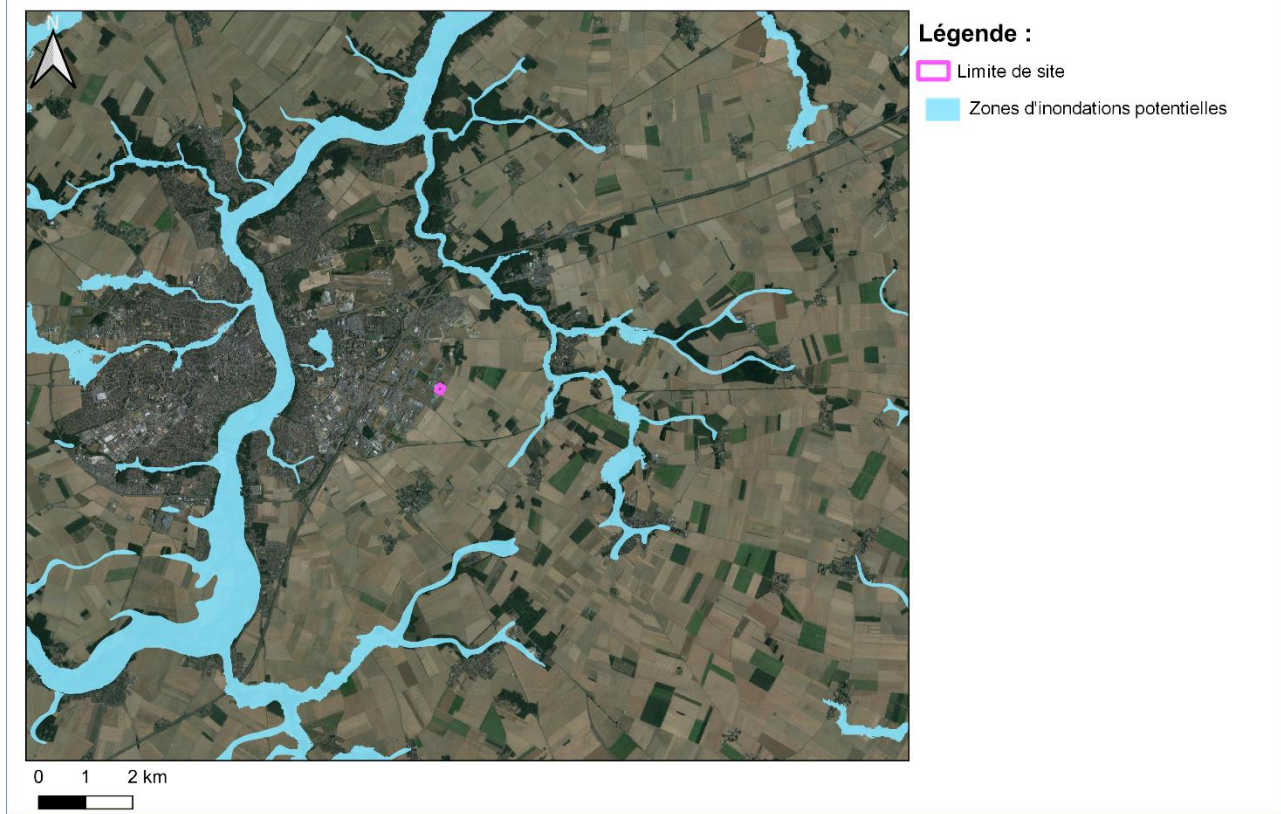 N
Légende :
Limite de site
Zones d'inondations potentielles
0 1 2 km